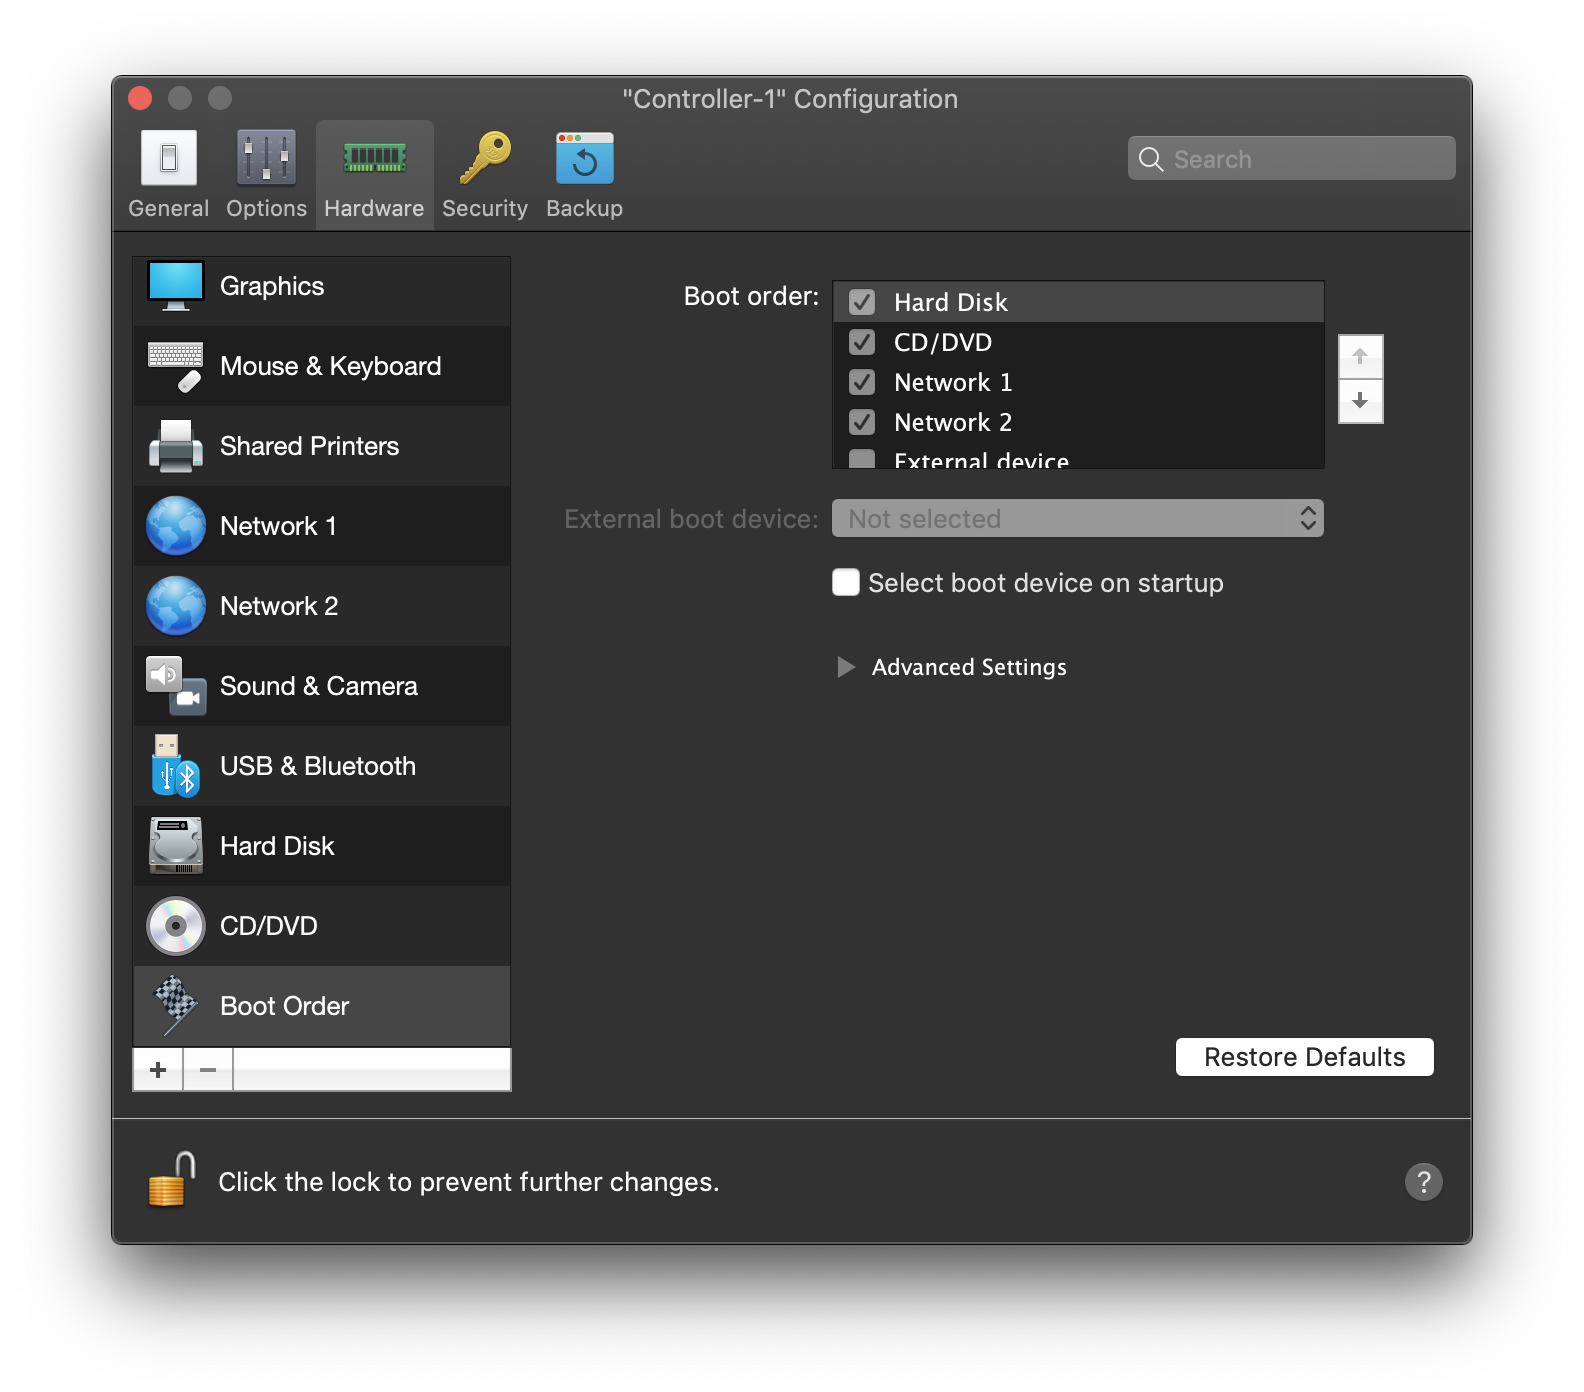 "Controller-1" Configuration
General Options Hardware Security Backup
Search
Graphics
Mouse & Keyboard
Shared Printers
Network 1
Network 2
Sound & Camera
USB & Bluetooth
Hard Disk
CD/DVD
Boot Order
Boot order:
Hard Disk
CD/DVD
Network 1
Network 2
External device
External boot device: Not selected
Select boot device on startup
Advanced Settings
Restore Defaults
Click the lock to prevent further changes.
?